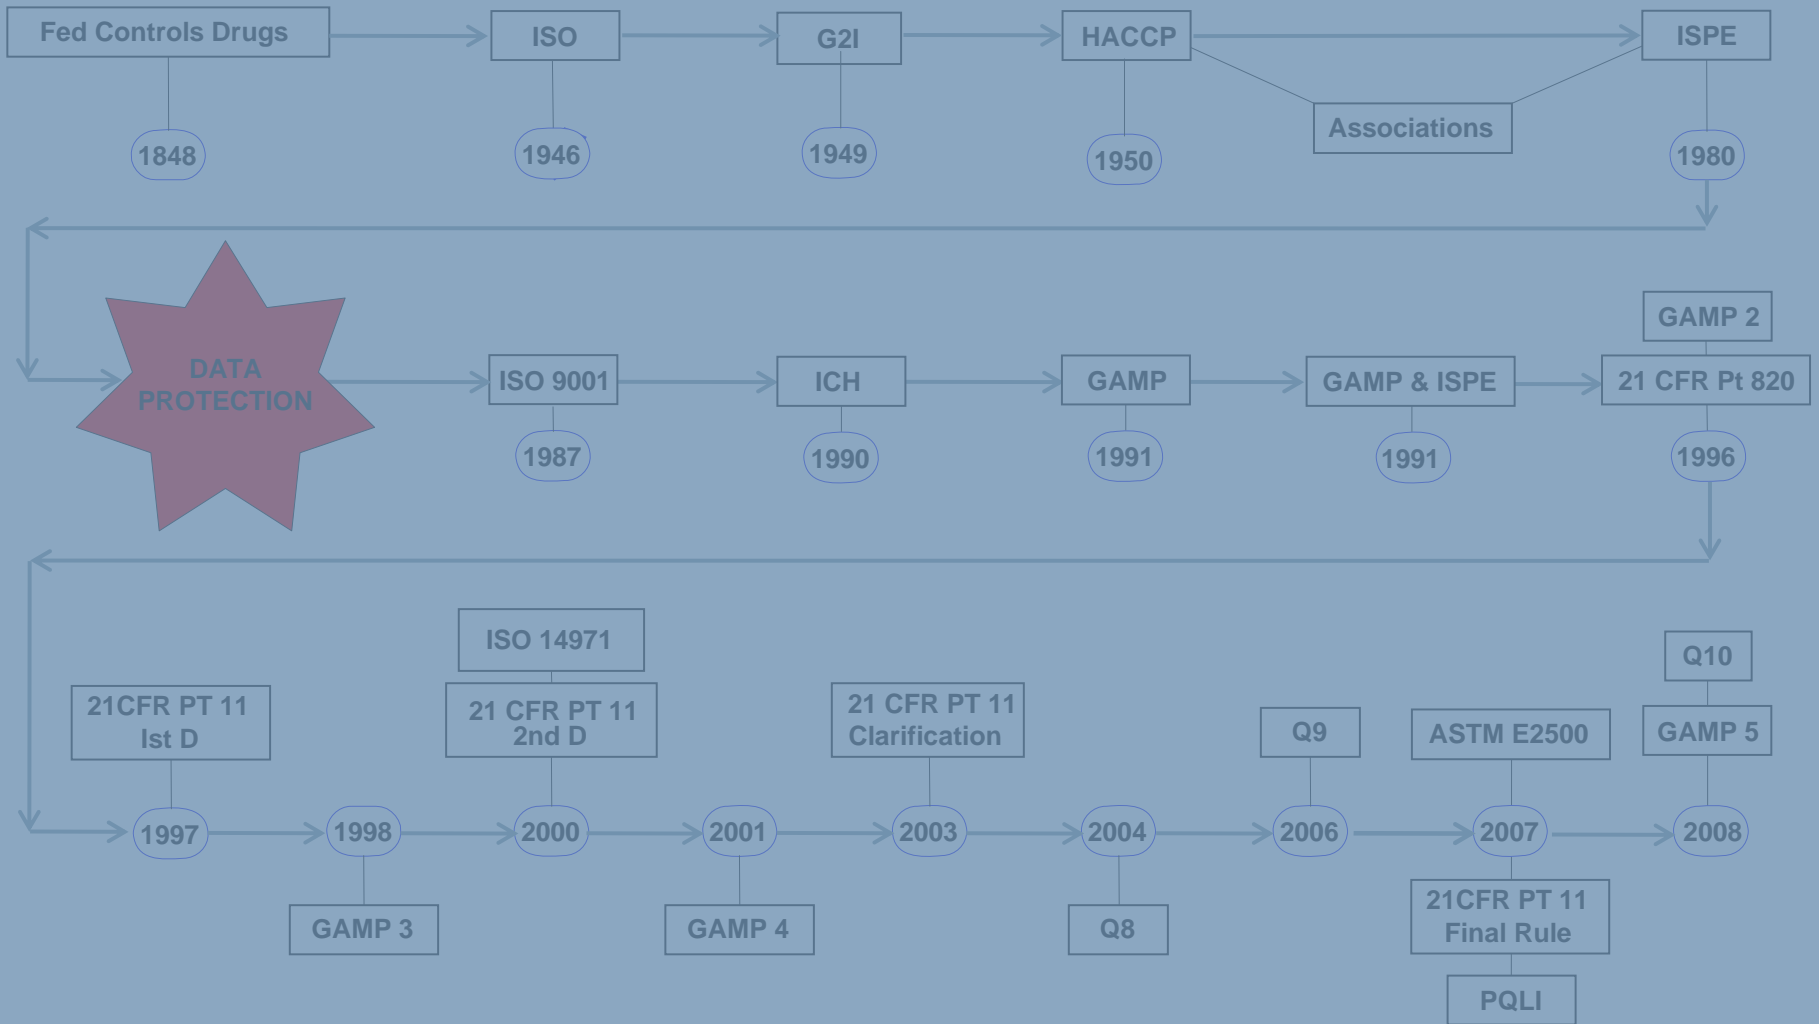 Fed Controls Drugs
ISO
G2I
HACCP
ISPE
Associations
1848
1946
1949
1950
1980
DATA
PROTECTION
ISO 9001
ICH
GAMP
GAMP & ISPE
GAMP 2
21 CFR Pt 820
1987
1990
1991
1991
1996
ISO 14971
Q10
21CFR PT 11
Ist D
21 CFR PT 11
2nd D
21 CFR PT 11
Clarification
Q9
ASTM E2500
GAMP 5
1997
1998
2000
2001
2003
2004
2006
2007
2008
GAMP 3
GAMP 4
Q8
21CFR PT 11
Final Rule
PQLI